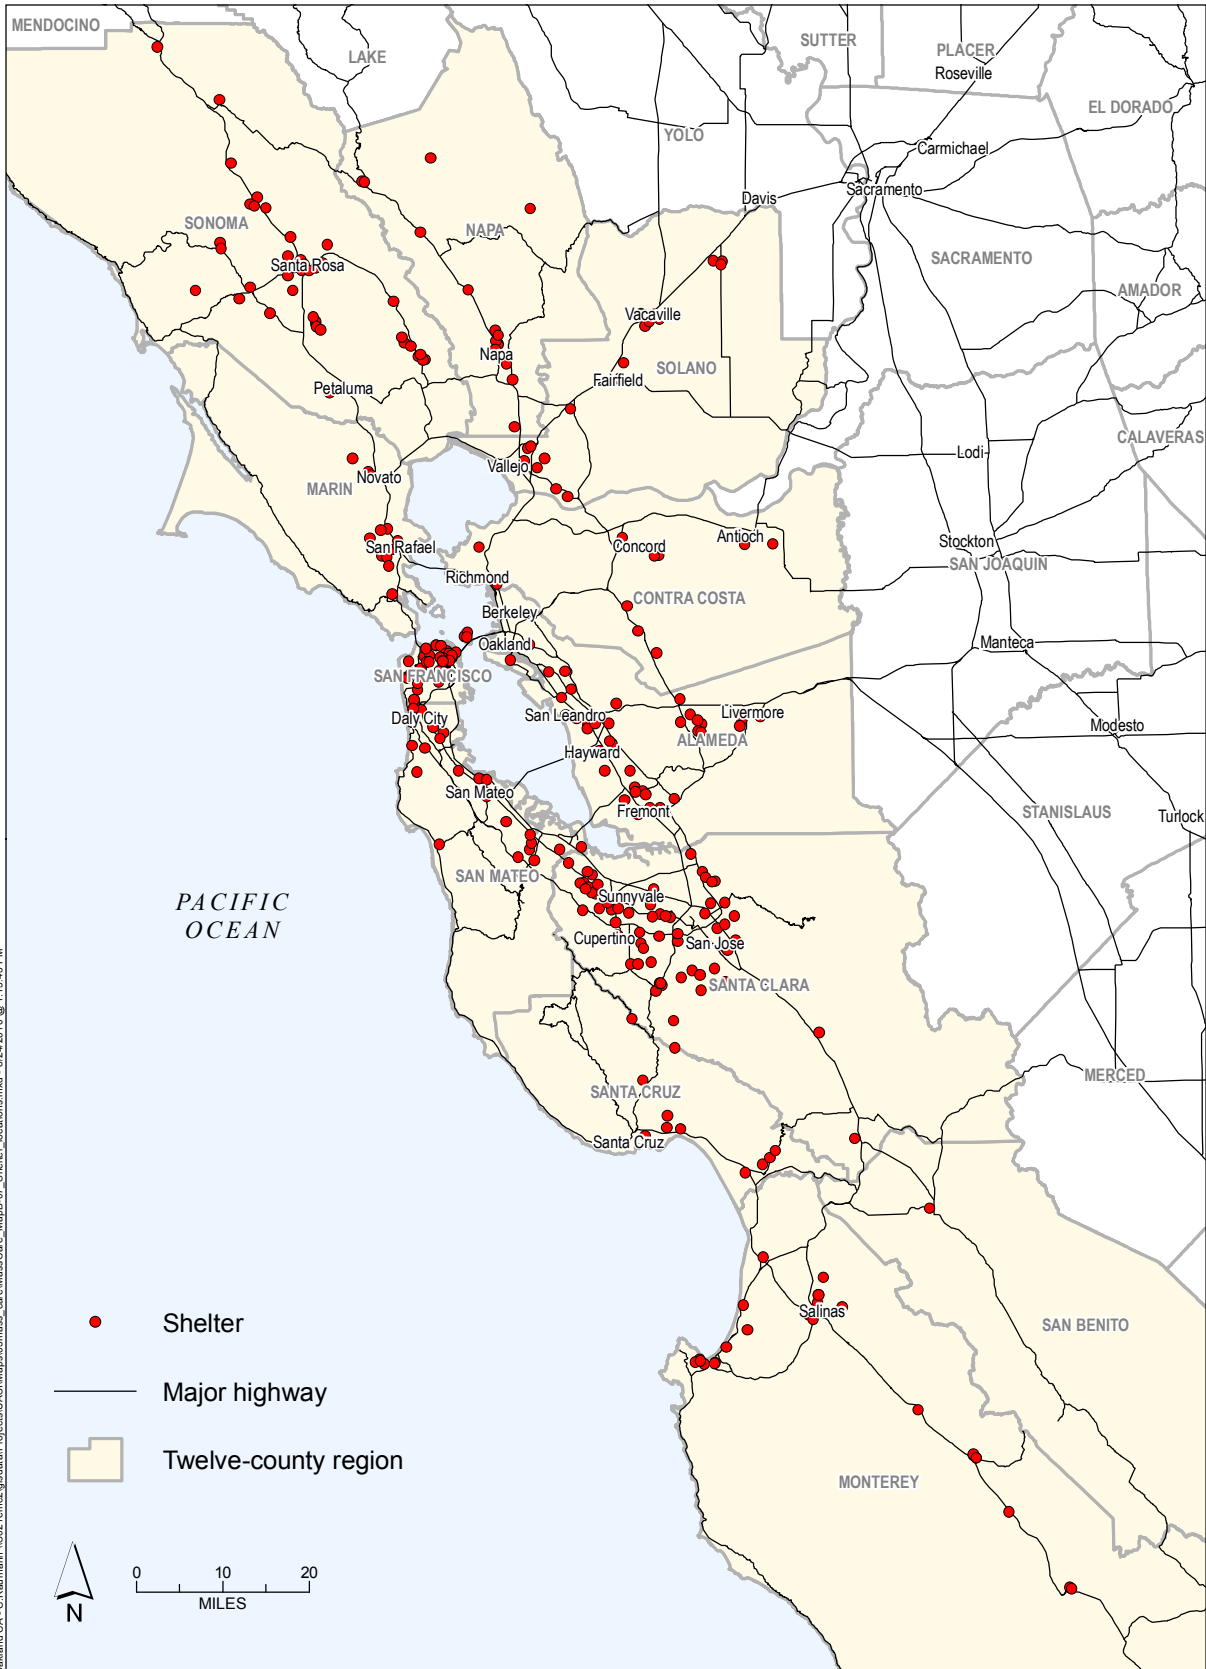 MENDOCINO
LAKE
SUTTER
PLACER
Roseville
EL DORADO
YOLO
Carmichael
Sacramento
Davis
SONOMA
NAPA
SACRAMENTO
Santa Rosa
AMADOR
Vacaville
Napa
SOLANO
Fairfield
Petaluma
CALAVERAS
Lodi
Vallejo
Novato
MARIN
Antioch
Stockton
San Rafael
Concord
SAN JOAQUIN
Richmond
CONTRA COSTA
Berkeley
Oakland
Manteca
SAN FRANCISCO
Daly City
San Leandro
Livermore
Modesto
ALAMEDA
Hayward
San Mateo
Fremont
STANISLAUS
Turlock
SAN MATEO
Sunnyvale
PACIFIC
OCEAN
Cupertino
San Jose
SANTA CLARA
MERCED
SANTA CRUZ
Santa Cruz
Salinas
SAN BENITO
MONTEREY
Shelter
Major highway
Twelve-county region
0 10 20
MILES
N